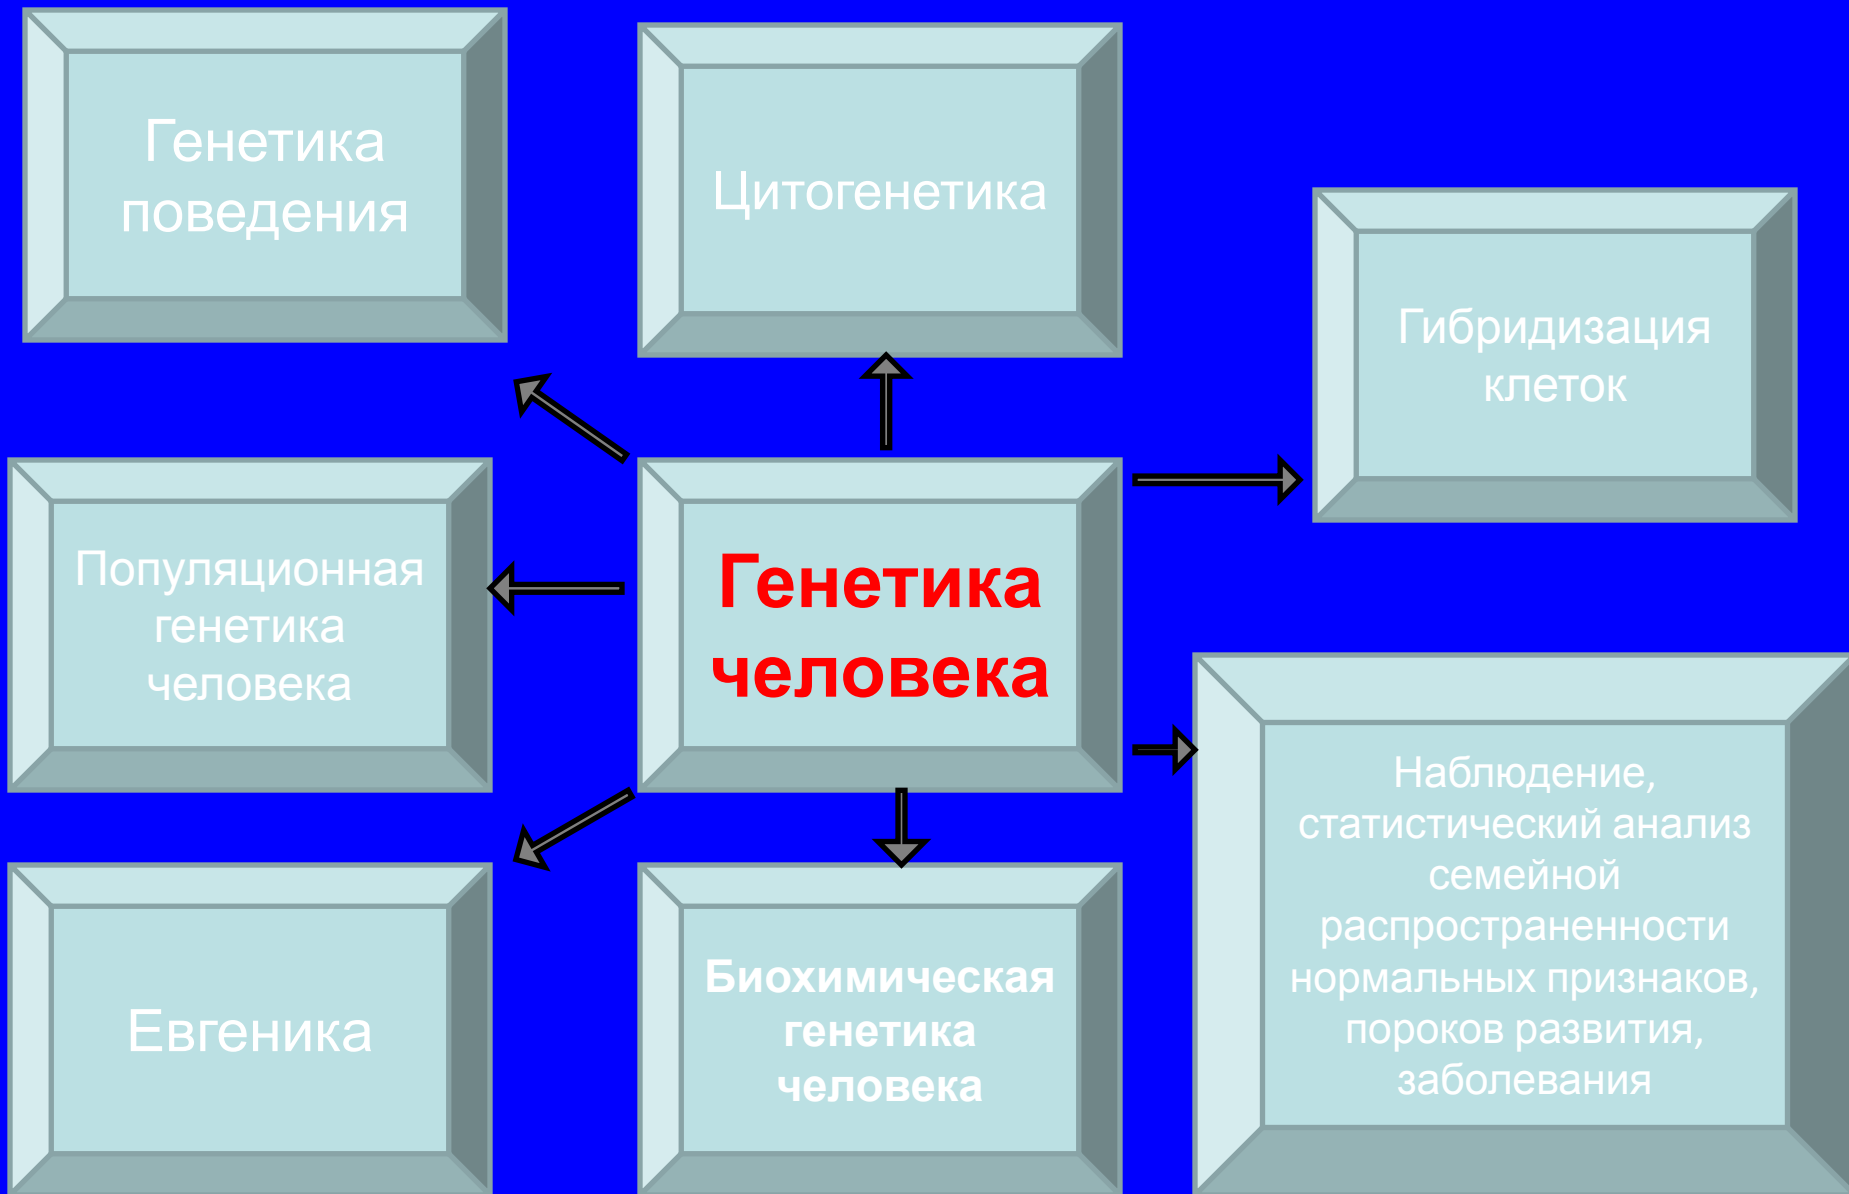 Генетика
поведения
Цитогенетика
Гибридизация
клеток
Популяционная
генетика
человека
Генетика
человека
Наблюдение,
статистический анализ
семейной
распространенности
нормальных признаков,
пороков развития,
заболевания
Евгеника
Биохимическая
генетика
человека